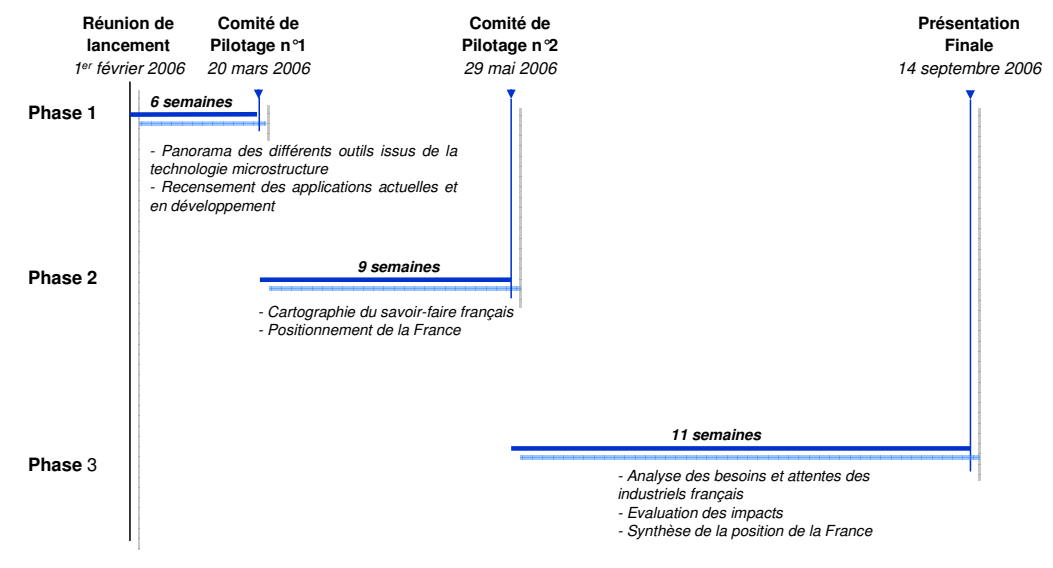 Réunion de
lancement
1er février 2006
Comité de
Pilotage n°1
20 mars 2006
Comité de
Pilotage n°2
29 mai 2006
Présentation
Finale
14 septembre 2006
Phase 1
6 semaines
- Panorama des différents outils issus de la
technologie microstructure
- Recensement des applications actuelles et
en développement
Phase 2
9 semaines
- Cartographie du savoir-faire français
- Positionnement de la France
Phase 3
11 semaines
- Analyse des besoins et attentes des
industriels français
- Evaluation des impacts
- Synthèse de la position de la France